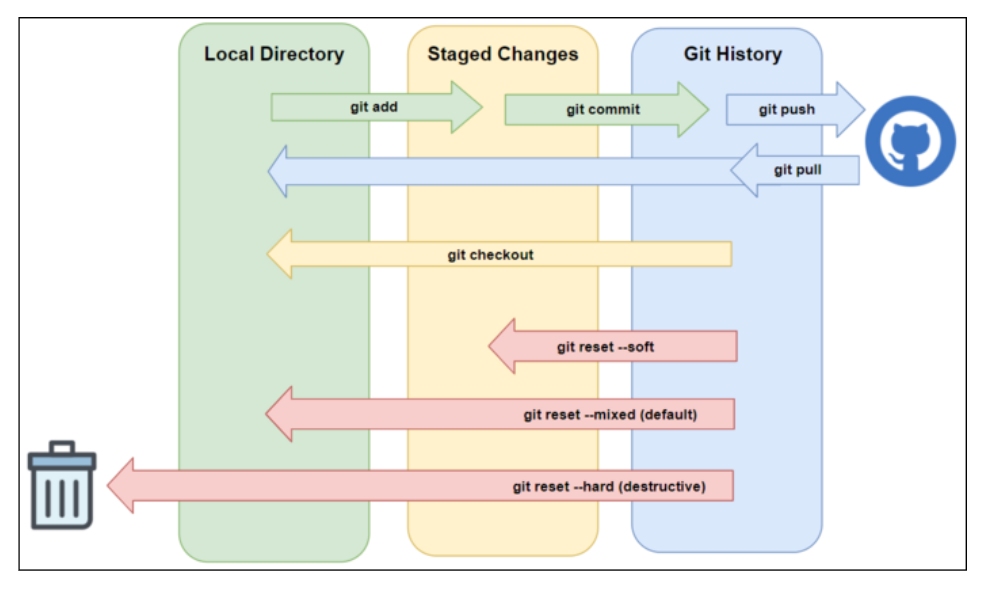 Local Directory
Staged Changes
Git History
git add
git commit
git push
git pull
git checkout
git reset --soft
git reset --mixed (default)
git reset --hard (destructive)